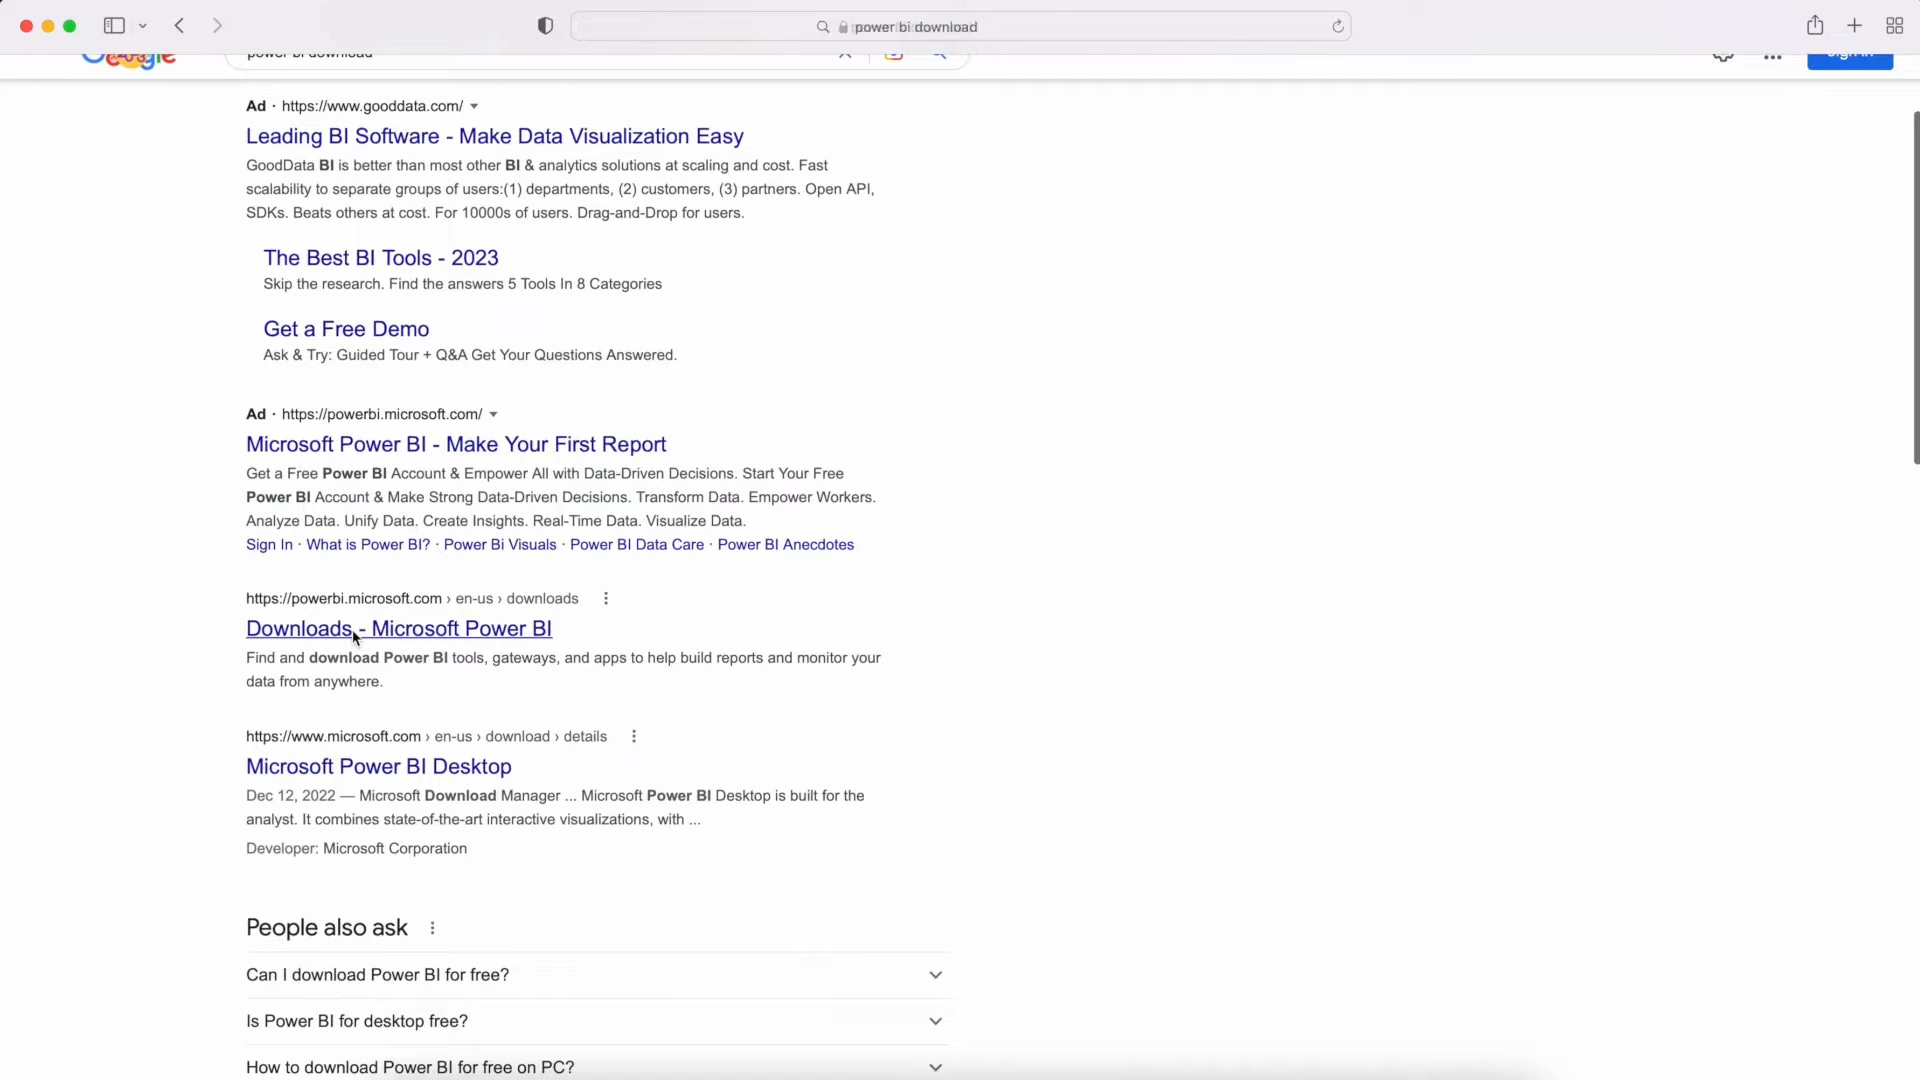 power bi download
Google
power bi download
Sign in
Ad · https://www.gooddata.com/
Leading BI Software - Make Data Visualization Easy
GoodData BI is better than most other BI & analytics solutions at scaling and cost. Fast
scalability to separate groups of users:(1) departments, (2) customers, (3) partners. Open API,
SDKs. Beats others at cost. For 10000s of users. Drag-and-Drop for users.
The Best BI Tools - 2023
Skip the research. Find the answers 5 Tools In 8 Categories
Get a Free Demo
Ask & Try: Guided Tour + Q&A Get Your Questions Answered.
Ad · https://powerbi.microsoft.com/
Microsoft Power BI - Make Your First Report
Get a Free Power BI Account & Empower All with Data-Driven Decisions. Start Your Free
Power BI Account & Make Strong Data-Driven Decisions. Transform Data. Empower Workers.
Analyze Data. Unify Data. Create Insights. Real-Time Data. Visualize Data.
Sign In · What is Power BI? · Power Bi Visuals · Power BI Data Care · Power BI Anecdotes
https://powerbi.microsoft.com › en-us › downloads
Downloads - Microsoft Power BI
Find and download Power BI tools, gateways, and apps to help build reports and monitor your
data from anywhere.
https://www.microsoft.com › en-us › download › details
Microsoft Power BI Desktop
Dec 12, 2022 — Microsoft Download Manager ... Microsoft Power BI Desktop is built for the
analyst. It combines state-of-the-art interactive visualizations, with ...
Developer: Microsoft Corporation
People also ask
Can I download Power BI for free?
Is Power BI for desktop free?
How to download Power BI for free on PC?